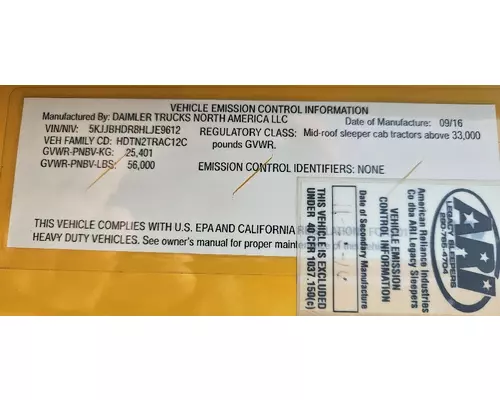 VEHICLE EMISSION CONTROL INFORMATION
Manufactured By: DAIMLER TRUCKS NORTH AMERICA LLC
Date of Manufacture: 09/16
VIN/NIV: 5KJJBHDR8HLJE9612
REGULATORY CLASS: Mid-roof sleeper cab tractors above 33,000
pounds GVWR.
VEH FAMILY CD: HDTN2TRAC12C
GVWR-PNBV-KG: 25,401
GVWR-PNBV-LBS: 56,000
EMISSION CONTROL IDENTIFIERS: NONE
THIS VEHICLE COMPLIES WITH U.S. EPA AND CALIFORNIA
HEAVY DUTY VEHICLES. See owner's manual for proper
ARI
LEGACY SLEEPERS
American Reliance Industries
Co dba ARI Legacy Sleepers
VEHICLE EMISSION
CONTROL INFORMATION
Date of Secondary Manufacture
THIS VEHICLE IS EXCLUDED
UNDER 40 CFR 1037.150(c)